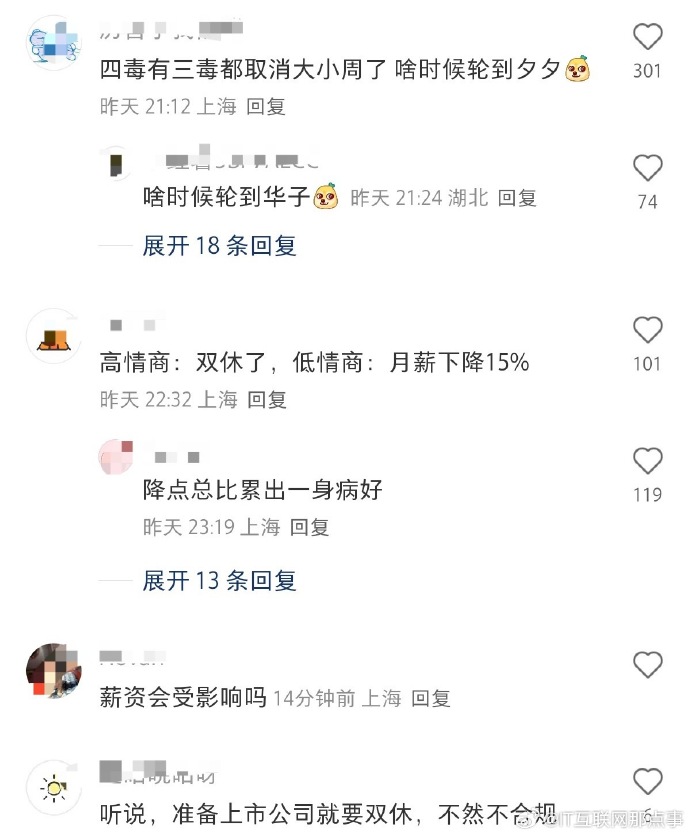 四毒有三毒都取消大小周了 啥时候轮到夕夕
301
昨天 21:12 上海 回复
啥时候轮到华子 昨天 21:24 湖北 回复
74
展开 18 条回复
高情商：双休了，低情商：月薪下降15%
101
昨天 22:32 上海 回复
降点总比累出一身病好
119
昨天 23:19 上海 回复
展开 13 条回复
薪资会受影响吗 14分钟前 上海 回复
听说，准备上市公司就要双休，不然不合规
@IT互联网那点事